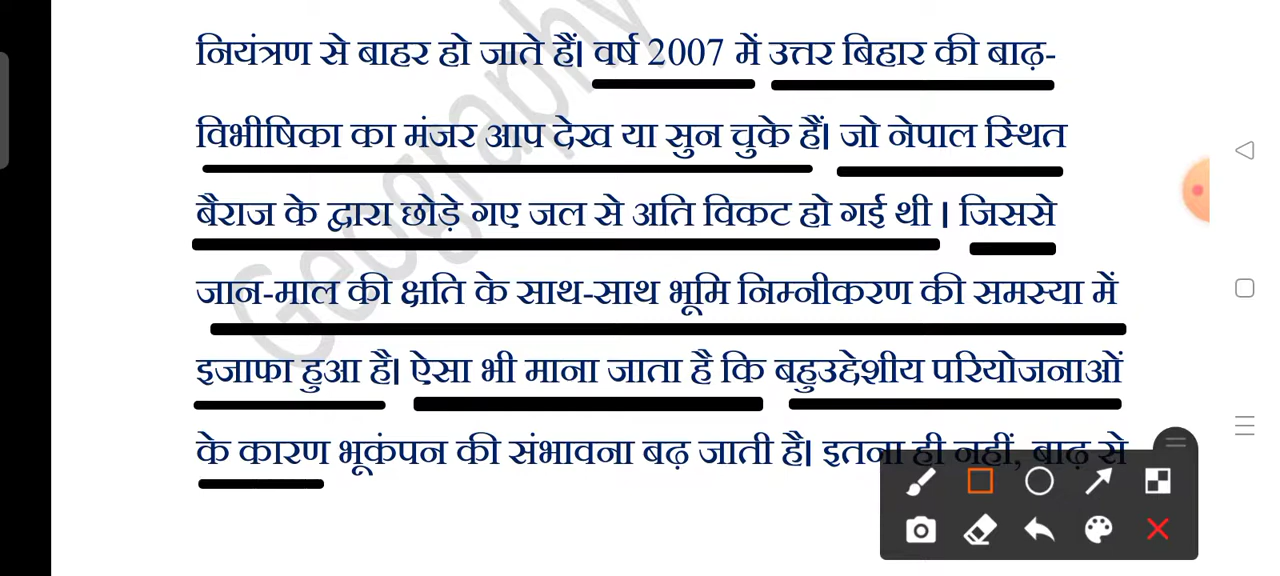 नियंत्रण से बाहर हो जाते हैं। वर्ष 2007 में उत्तर बिहार की बाढ़-
विभीषिका का मंजर आप देख या सुन चुके हैं। जो नेपाल स्थित
बैराज के द्वारा छोड़े गए जल से अति विकट हो गई थी । जिससे
जान-माल की क्षति के साथ-साथ भूमि निम्नीकरण की समस्या में
इजाफा हुआ है। ऐसा भी माना जाता है कि बहुउद्देशीय परियोजनाओं
के कारण भूकंपन की संभावना बढ़ जाती है। इतना ही नहीं, बाढ़ से
Geography